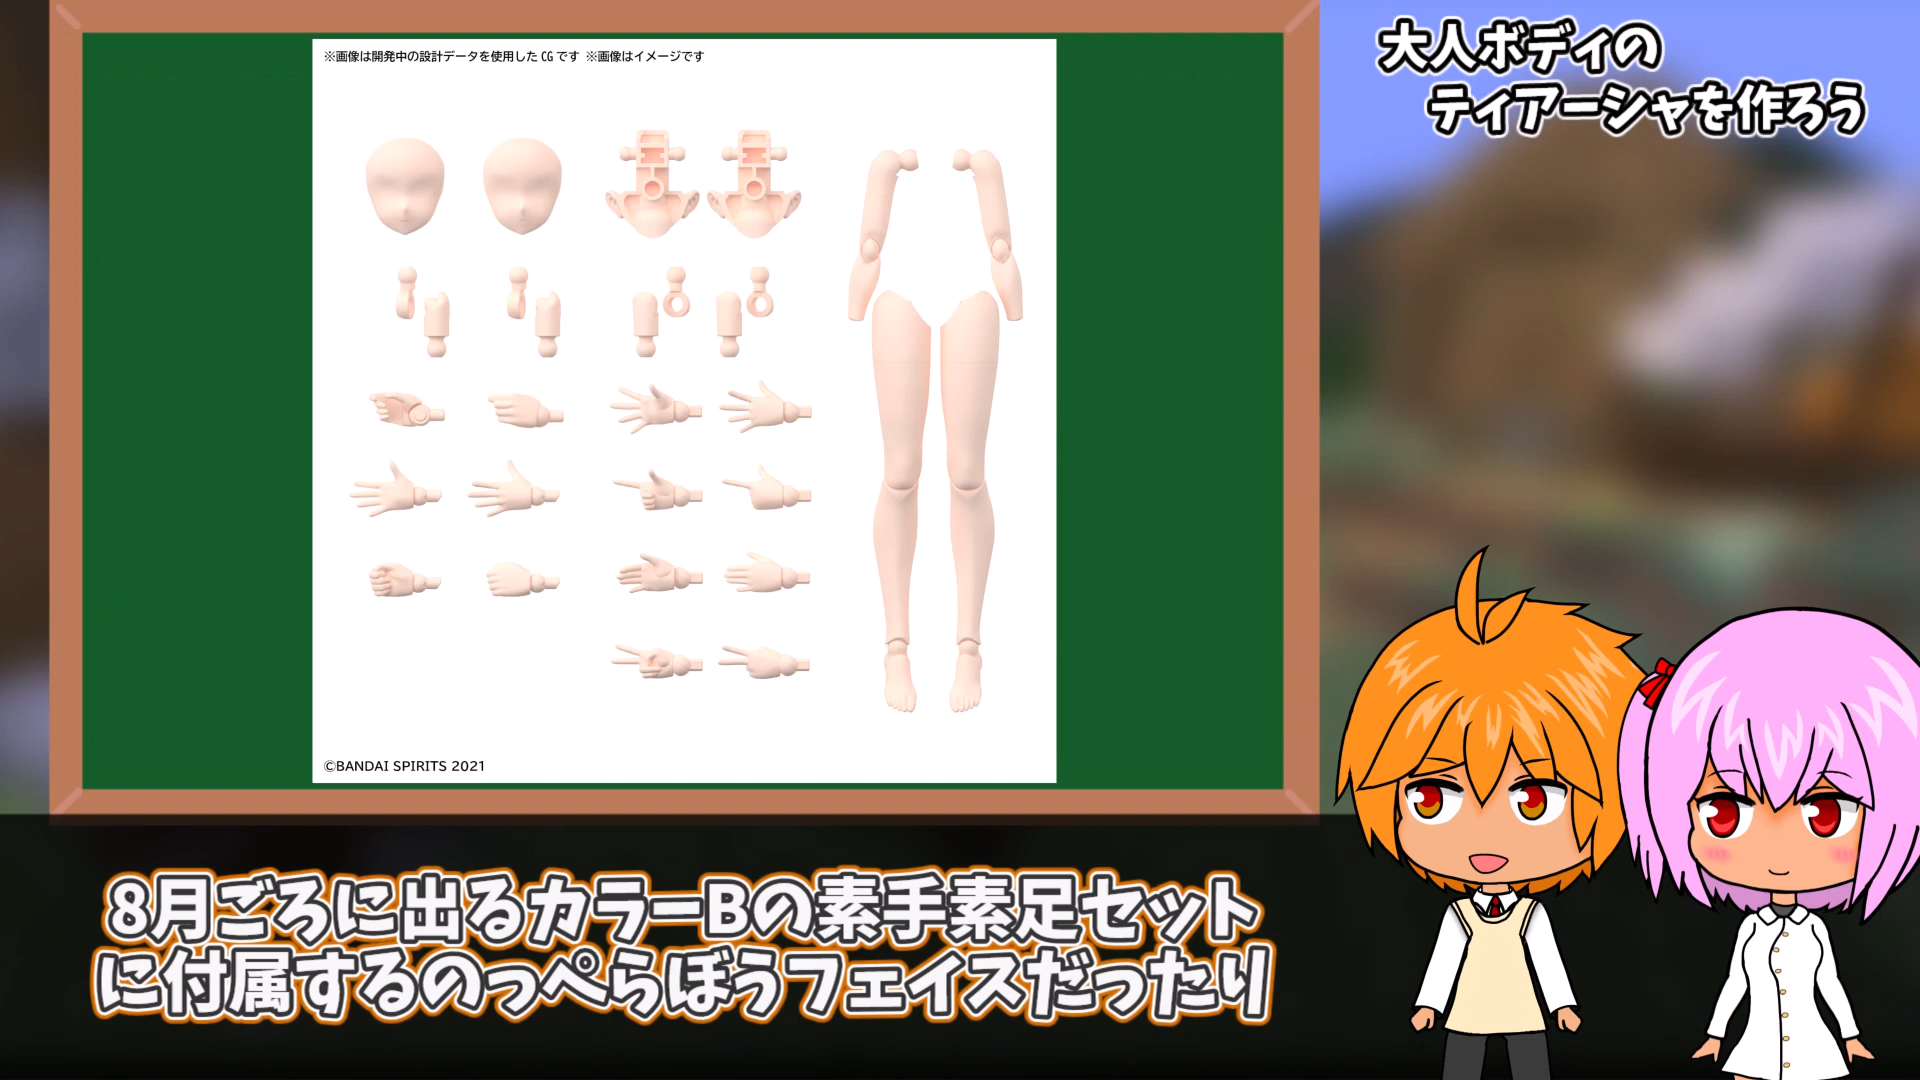 ※画像は開発中の設計データを使用したCGです ※画像はイメージです
大人ボディの
ティアーシャを作ろう
©BANDAI SPIRITS 2021
8月ごろに出るカラーBの素手素足セット
に付属するのっぺらぼうフェイスだったり